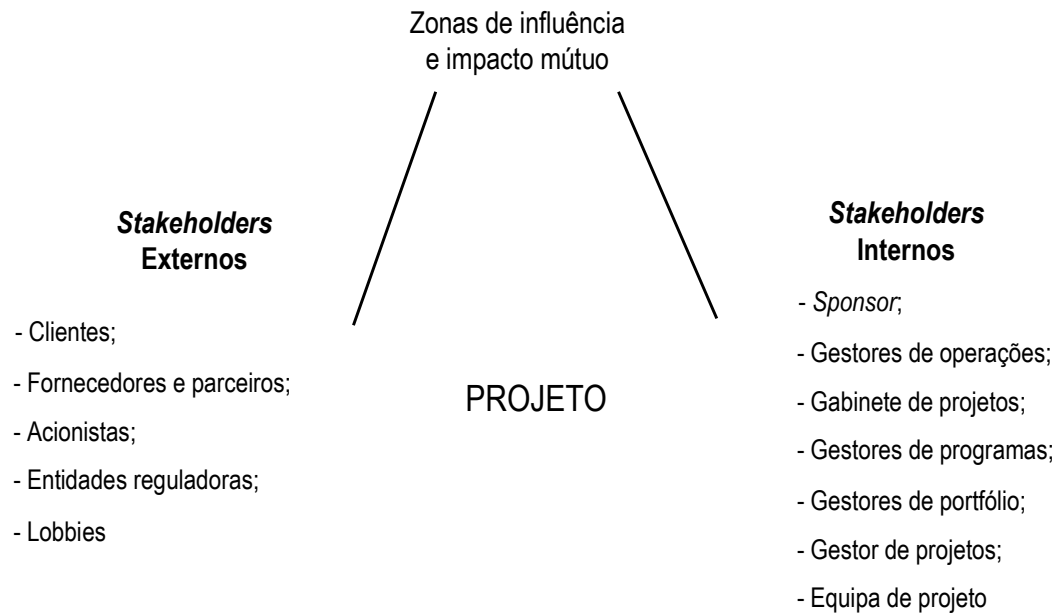 Zonas de influência
e impacto mútuo
Stakeholders
Externos
- Clientes;
- Fornecedores e parceiros;
- Acionistas;
- Entidades reguladoras;
- Lobbies
PROJETO
Stakeholders
Internos
- Sponsor;
- Gestores de operações;
- Gabinete de projetos;
- Gestores de programas;
- Gestores de portfólio;
- Gestor de projetos;
- Equipa de projeto